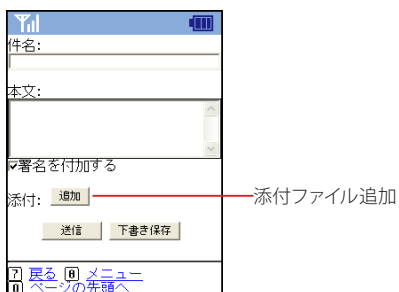 件名:
本文:
署名を付加する
添付: 追加
添付ファイル追加
送信 下書き保存
7 戻る 8 メニュー
0 ページの先頭へ